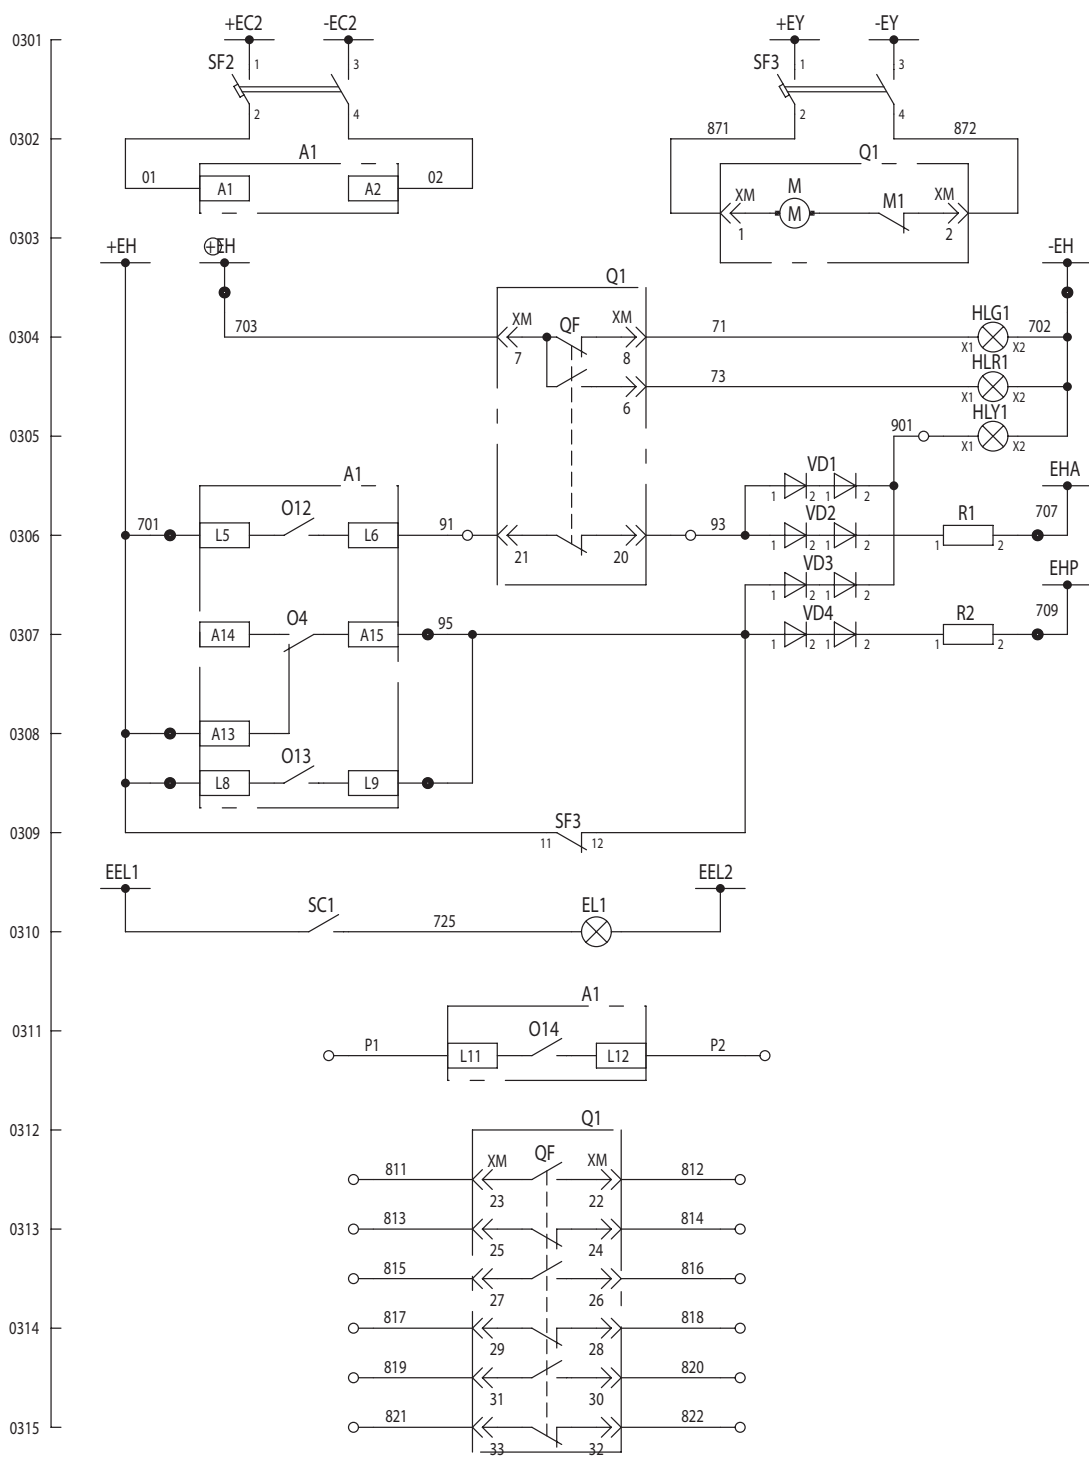 +EC2 -EC2 +EY -EY
0301
SF2 1 3 SF3 1 3
2 4 2 4
0302
871 872
A1 Q1
01 A1 A2 02
XM M M M1 XM
1 2
0303
+EH +EH -EH
Q1
703 XM QF XM 71 HLG1 702
0304
7 8 X1 X2
73 HLR1
6 X1 X2
901 HLY1
0305
X1 X2
A1 VD1 EHA
1 2 1 2
701 L5 O12 L6 91 93 VD2 R1 707
0306
21 20 1 2 1 2 1 2
VD3 EHP
1 2 1 2
O4 95 VD4 R2 709
0307
A14 A15
1 2 1 2 1 2
0308
A13
O13
L8 L9
SF3
0309
11 12
EEL1 EEL2
SC1 725 EL1
0310
A1
0311
P1 L11 O14 L12 P2
0312
Q1
811 XM QF XM 812
23 22
0313
813 814
25 24
815 816
27 26
0314
817 818
29 28
819 820
31 30
0315
821 822
33 32